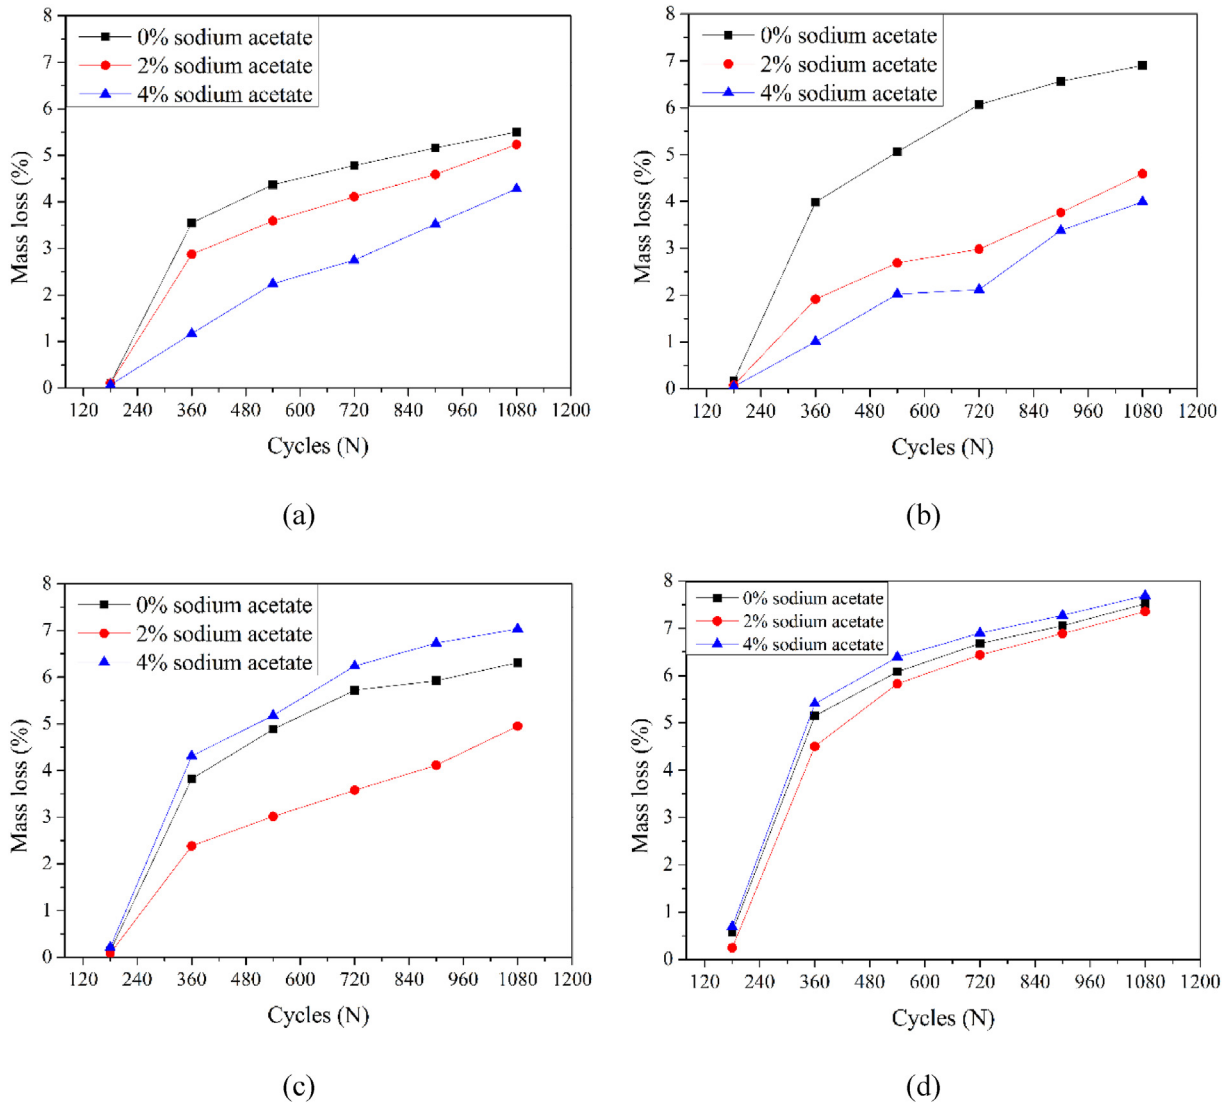 8
7
6
5
4
3
2
1
0
Mass loss (%)
0% sodium acetate
2% sodium acetate
4% sodium acetate
120 240 360 480 600 720 840 960 1080 1200
Cycles (N)
(a)
8
7
6
5
4
3
2
1
0
Mass loss (%)
0% sodium acetate
2% sodium acetate
4% sodium acetate
120 240 360 480 600 720 840 960 1080 1200
Cycles (N)
(b)
8
7
6
5
4
3
2
1
0
Mass loss (%)
0% sodium acetate
2% sodium acetate
4% sodium acetate
120 240 360 480 600 720 840 960 1080 1200
Cycles (N)
(c)
8
7
6
5
4
3
2
1
0
Mass loss (%)
0% sodium acetate
2% sodium acetate
4% sodium acetate
120 240 360 480 600 720 840 960 1080 1200
Cycles (N)
(d)